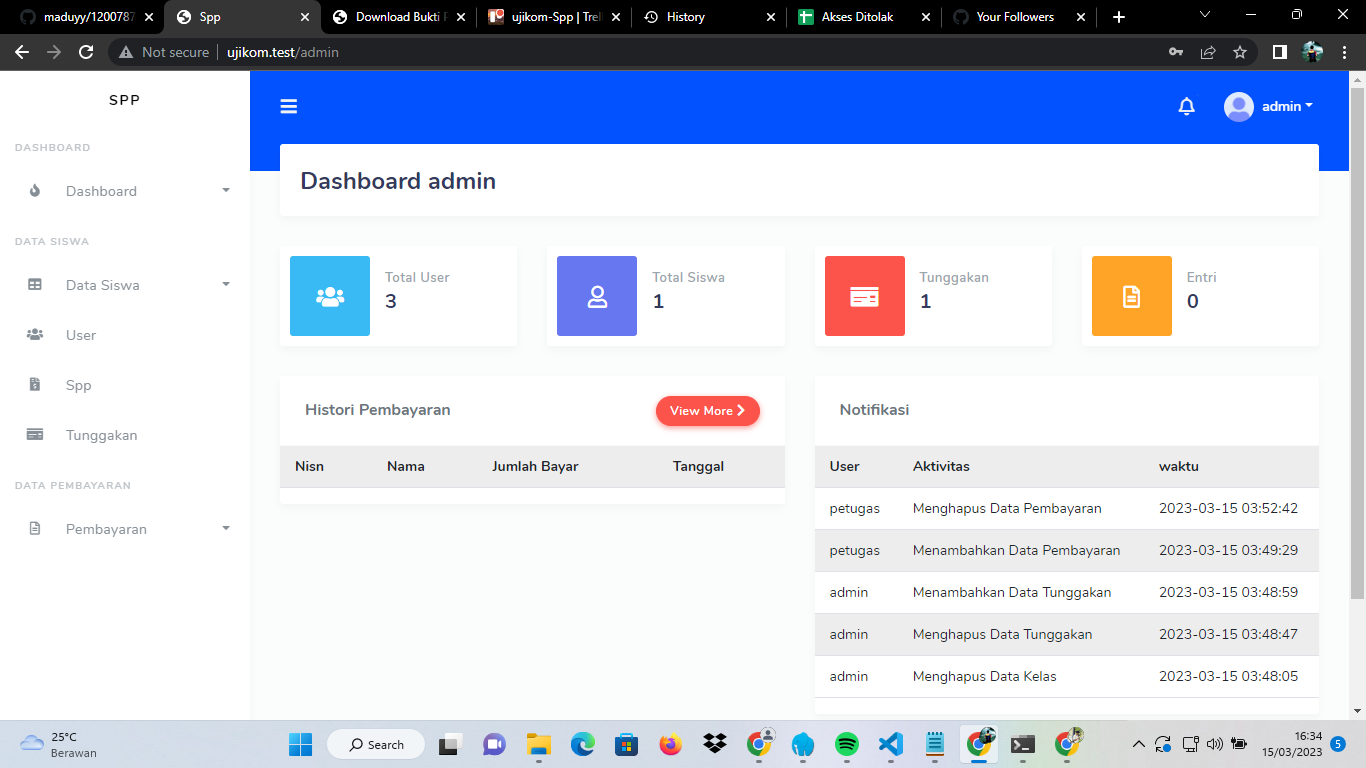 maduyy/1200787
Spp
Download Bukti P
ujikom-Spp | Trel
History
Akses Ditolak
Your Followers
Not secure
ujikom.test/admin
SPP
admin
DASHBOARD
Dashboard
Dashboard admin
DATA SISWA
Data Siswa
User
Spp
Tunggakan
DATA PEMBAYARAN
Pembayaran
Total User
3
Total Siswa
1
Tunggakan
1
Entri
0
Histori Pembayaran
View More
Nisn Nama Jumlah Bayar Tanggal
Notifikasi
User Aktivitas waktu
petugas Menghapus Data Pembayaran 2023-03-15 03:52:42
petugas Menambahkan Data Pembayaran 2023-03-15 03:49:29
admin Menambahkan Data Tunggakan 2023-03-15 03:48:59
admin Menghapus Data Tunggakan 2023-03-15 03:48:47
admin Menghapus Data Kelas 2023-03-15 03:48:05
25°C
Berawan
Search
16:34
15/03/2023
5